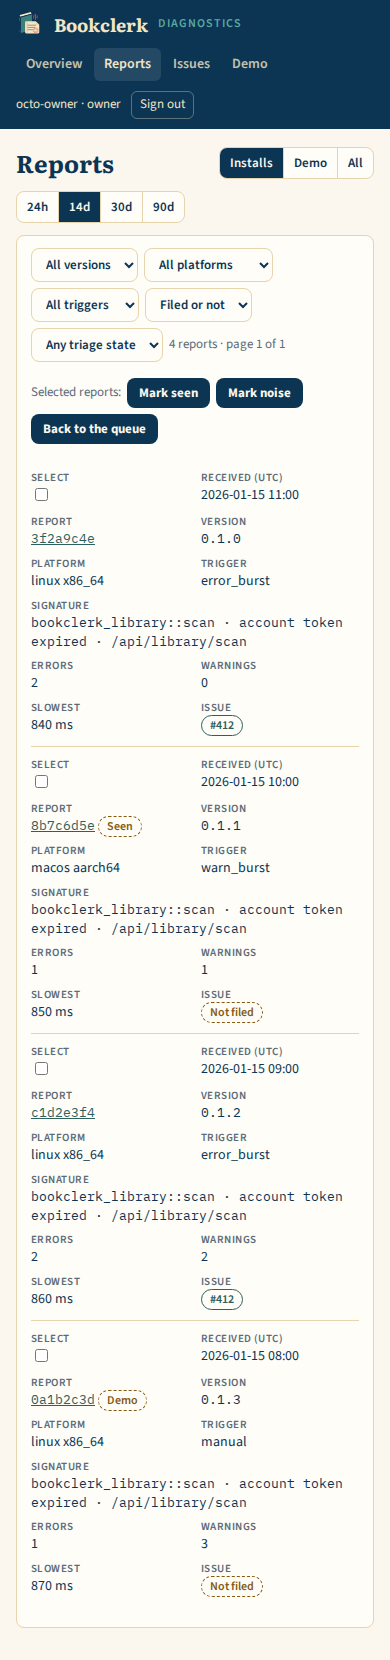 Bookclerk DIAGNOSTICS
Overview Reports Issues Demo
octo-owner · owner Sign out
Reports Installs Demo All
24h 14d 30d 90d
All versions All platforms
All triggers Filed or not
Any triage state 4 reports · page 1 of 1
Selected reports: Mark seen Mark noise
Back to the queue
SELECT RECEIVED (UTC)
2026-01-15 11:00
REPORT VERSION
3f2a9c4e 0.1.0
PLATFORM TRIGGER
linux x86_64 error_burst
SIGNATURE
bookclerk_library::scan · account token
expired · /api/library/scan
ERRORS WARNINGS
2 0
SLOWEST ISSUE
840 ms #412
SELECT RECEIVED (UTC)
2026-01-15 10:00
REPORT VERSION
8b7c6d5e Seen 0.1.1
PLATFORM TRIGGER
macos aarch64 warn_burst
SIGNATURE
bookclerk_library::scan · account token
expired · /api/library/scan
ERRORS WARNINGS
1 1
SLOWEST ISSUE
850 ms Not filed
SELECT RECEIVED (UTC)
2026-01-15 09:00
REPORT VERSION
c1d2e3f4 0.1.2
PLATFORM TRIGGER
linux x86_64 error_burst
SIGNATURE
bookclerk_library::scan · account token
expired · /api/library/scan
ERRORS WARNINGS
2 2
SLOWEST ISSUE
860 ms #412
SELECT RECEIVED (UTC)
2026-01-15 08:00
REPORT VERSION
0a1b2c3d Demo 0.1.3
PLATFORM TRIGGER
linux x86_64 manual
SIGNATURE
bookclerk_library::scan · account token
expired · /api/library/scan
ERRORS WARNINGS
1 3
SLOWEST ISSUE
870 ms Not filed